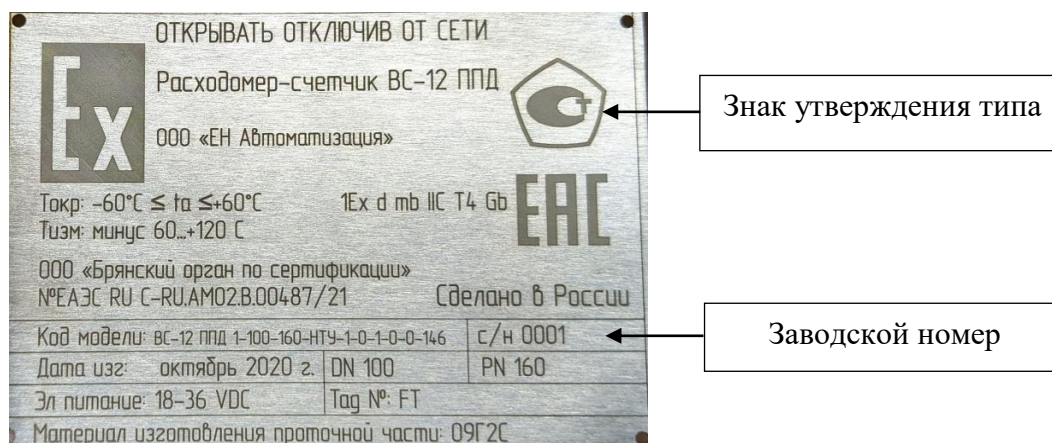 ОТКРЫВАТЬ ОТКЛЮЧИВ ОТ СЕТИ
Ex
Расходомер-счетчик ВС-12 ППД
ООО «ЕН Автоматизация»
Токр: -60°С ≤ ta ≤+60°С
1Ex d mb IIC T4 Gb
ЕАС
Тизм: минус 60...+120 С
ООО «Брянский орган по сертификации»
№ЕАЭС RU C-RU.АМ02.В.00487/21
Сделано в России
Код модели: ВС-12 ППД 1-100-160-НТУ-1-0-1-0-0-146
с/н 0001
Дата изг: октябрь 2020 г.
DN 100
PN 160
Эл питание: 18-36 VDC
Tag №: FT
Материал изготовления проточной части: 09Г2С
Знак утверждения типа
Заводской номер